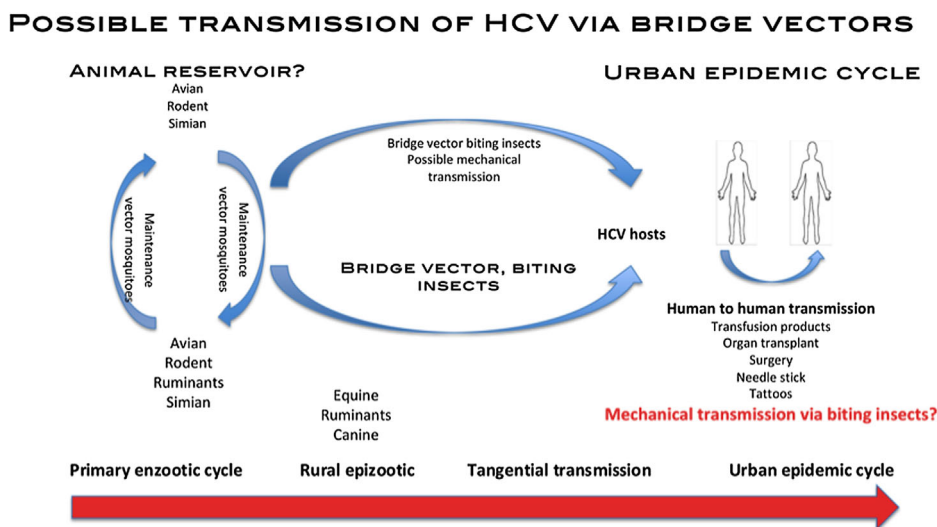 POSSIBLE TRANSMISSION OF HCV VIA BRIDGE VECTORS
ANIMAL RESERVOIR?
Avian
Rodent
Simian
Maintenance
vector mosquitoes
Maintenance
vector mosquitoes
Avian
Rodent
Ruminants
Simian
Bridge vector biting insects
Possible mechanical
transmission
BRIDGE VECTOR, BITING
INSECTS
Equine
Ruminants
Canine
URBAN EPIDEMIC CYCLE
HCV hosts
Human to human transmission
Transfusion products
Organ transplant
Surgery
Needle stick
Tattoos
Mechanical transmission via biting insects?
Primary enzootic cycle
Rural epizootic
Tangential transmission
Urban epidemic cycle